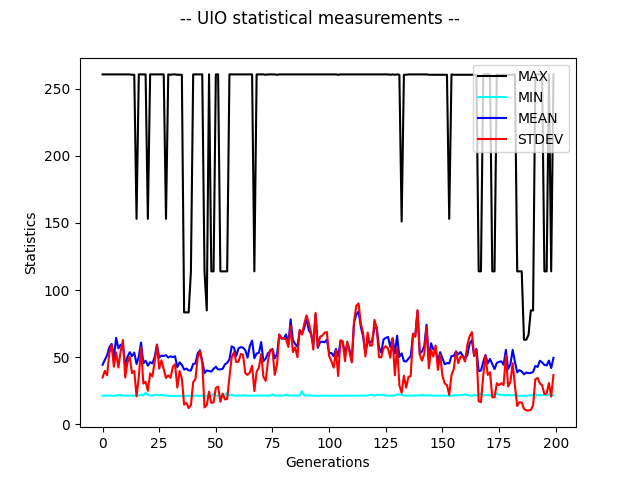 -- UIO statistical measurements --
MAX
MIN
MEAN
STDEV
Statistics
250
200
150
100
50
0
0 25 50 75 100 125 150 175 200
Generations